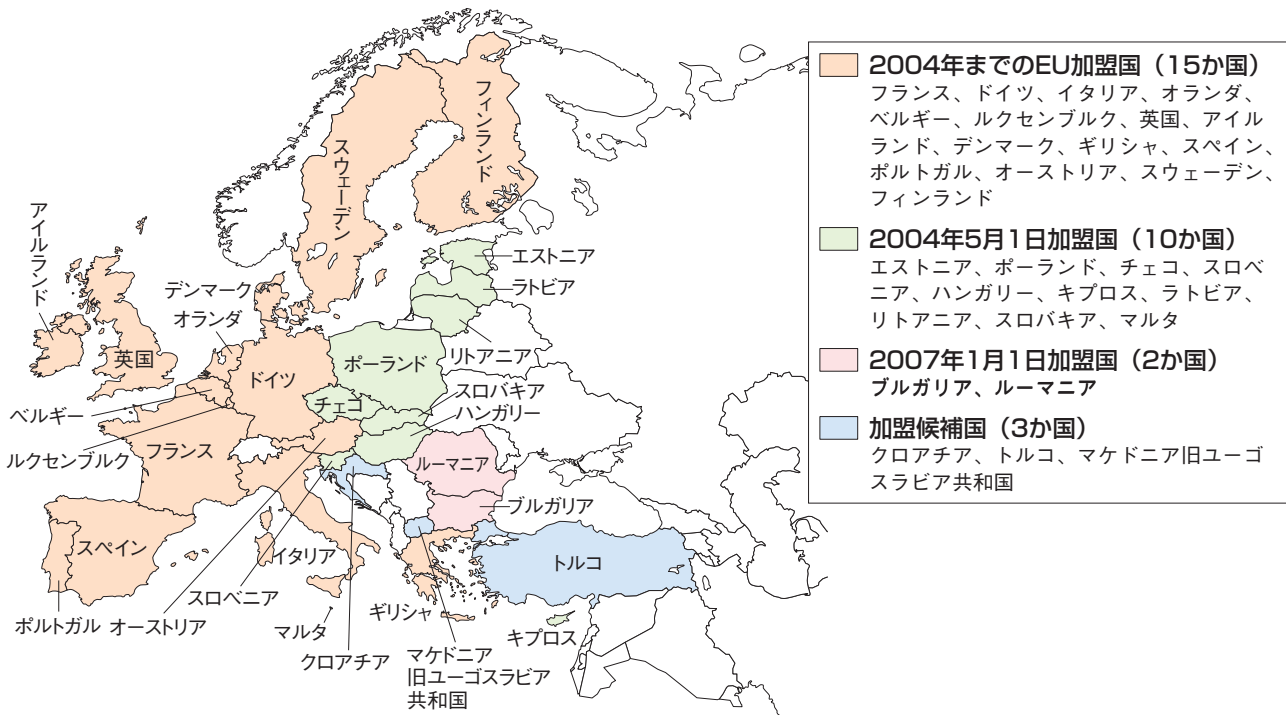 フィンランド
スウェーデン
アイルランド
エストニア
ラトビア
デンマーク
オランダ
リトアニア
英国
ポーランド
ドイツ
スロバキア
チェコ
ハンガリー
ベルギー
ルクセンブルク
フランス
ルーマニア
ブルガリア
スペイン
イタリア
トルコ
スロベニア
ポルトガル
オーストリア
マルタ
ギリシャ
キプロス
クロアチア
マケドニア
旧ユーゴスラビア
共和国
2004年までのEU加盟国（15か国）
フランス、ドイツ、イタリア、オランダ、
ベルギー、ルクセンブルク、英国、アイル
ランド、デンマーク、ギリシャ、スペイン、
ポルトガル、オーストリア、スウェーデン、
フィンランド
2004年5月1日加盟国（10か国）
エストニア、ポーランド、チェコ、スロベ
ニア、ハンガリー、キプロス、ラトビア、
リトアニア、スロバキア、マルタ
2007年1月1日加盟国（2か国）
ブルガリア、ルーマニア
加盟候補国（3か国）
クロアチア、トルコ、マケドニア旧ユーゴ
スラビア共和国